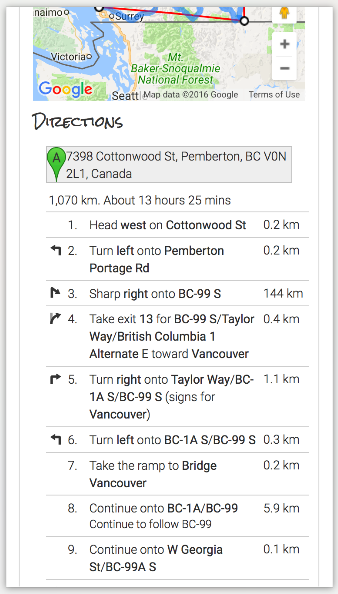 naimo
Surrey
Victoria
Mt.
Baker-Snoqualmie
National Forest
Google
Seatt
Map data ©2016 Google
Terms of Use
DIRECTIONS
A
7398 Cottonwood St, Pemberton, BC V0N
2L1, Canada
1,070 km. About 13 hours 25 mins
1. Head west on Cottonwood St 0.2 km
2. Turn left onto Pemberton 0.2 km
Portage Rd
3. Sharp right onto BC-99 S 144 km
4. Take exit 13 for BC-99 S/Taylor 0.4 km
Way/British Columbia 1
Alternate E toward Vancouver
5. Turn right onto Taylor Way/BC- 1.1 km
1A S/BC-99 S (signs for
Vancouver)
6. Turn left onto BC-1A S/BC-99 S 0.3 km
7. Take the ramp to Bridge 0.2 km
Vancouver
8. Continue onto BC-1A/BC-99 5.9 km
Continue to follow BC-99
9. Continue onto W Georgia 0.1 km
St/BC-99A S